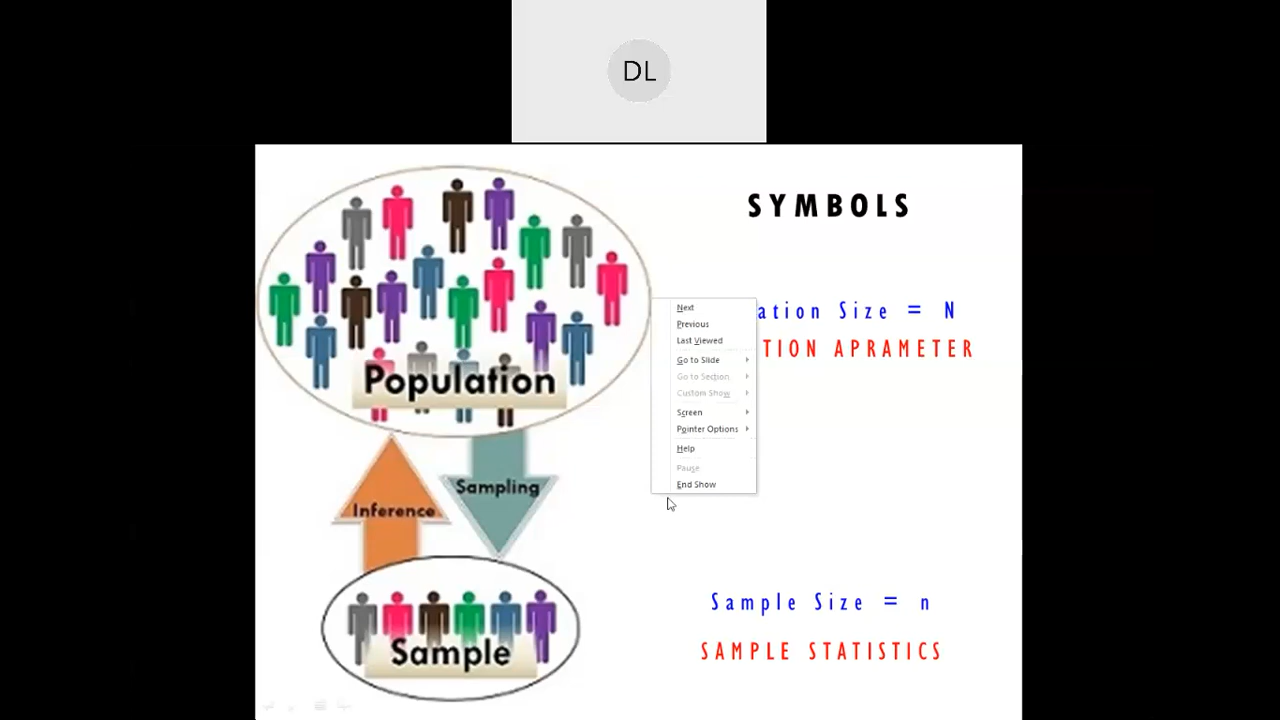 DL
SYMBOLS
ation Size = N
TION APRAMETER
Next
Previous
Last Viewed
Go to Slide
Go to Section
Custom Show
Screen
Pointer Options
Help
Pause
End Show
Population
Sampling
Inference
Sample Size = n
Sample
SAMPLE STATISTICS